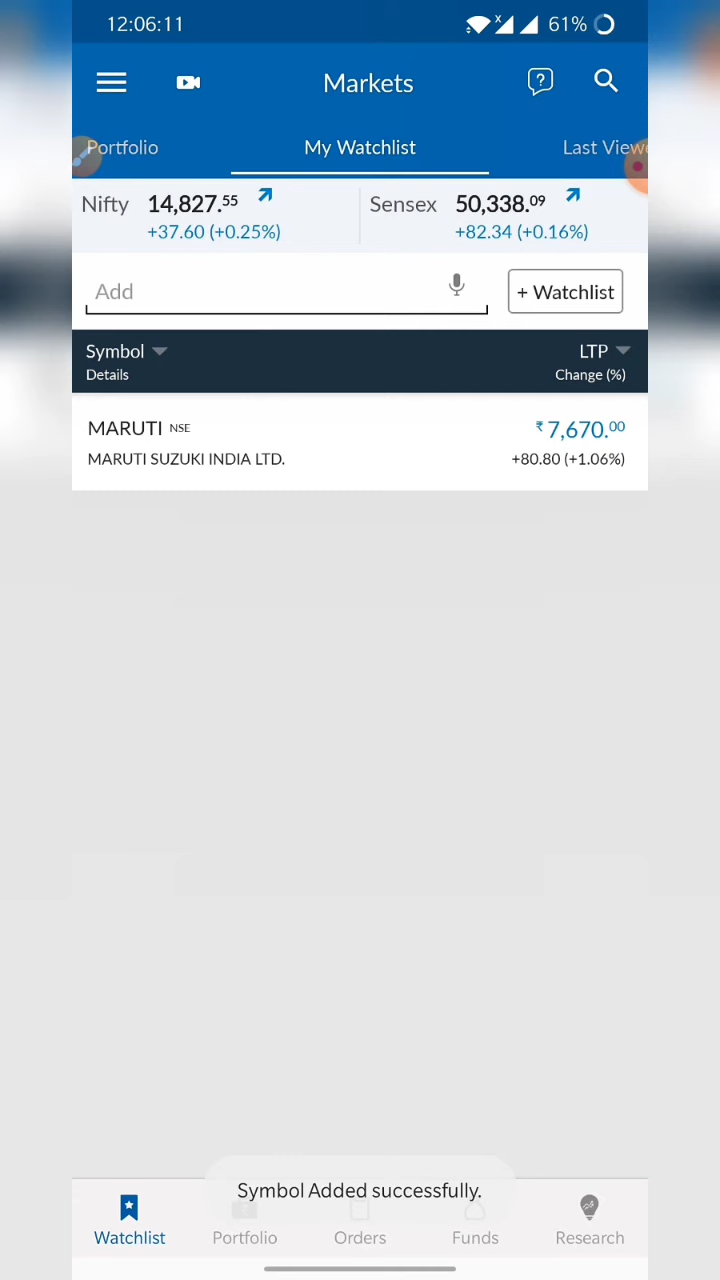 12:06:11 x 61%
Markets ?
Portfolio My Watchlist Last Viewe
Nifty 14,827.55 Sensex 50,338.09
+37.60 (+0.25%) +82.34 (+0.16%)
Add + Watchlist
Symbol LTP
Details Change (%)
MARUTI NSE ₹7,670.00
MARUTI SUZUKI INDIA LTD. +80.80 (+1.06%)
Symbol Added successfully.
Watchlist Portfolio Orders Funds Research